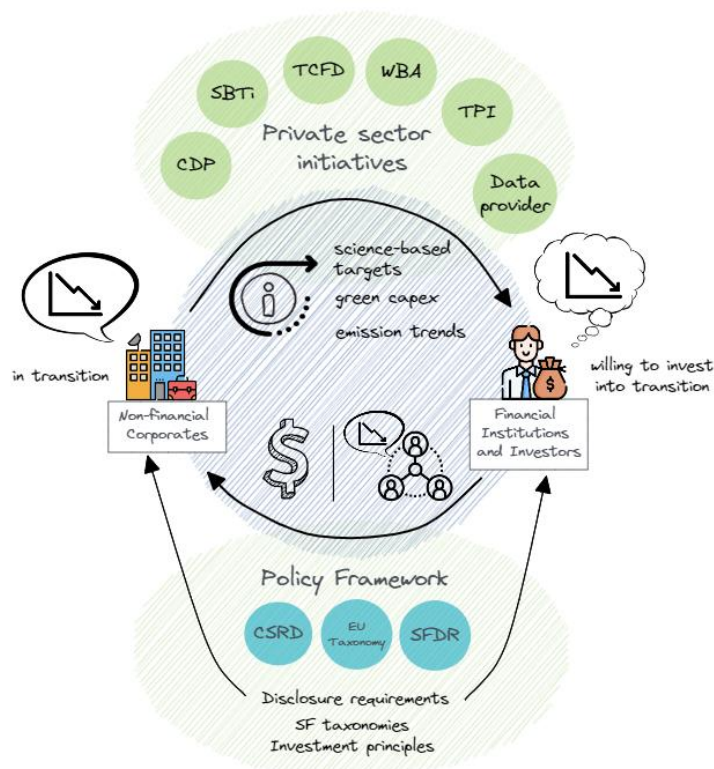 TCFD
WBA
SBTi
TPI
Private sector
initiatives
CDP
Data
provider
science-based
targets
green capex
emission trends
in transition
willing to invest
into transition
Non-financial
Corporates
Financial
Institutions
and Investors
$
Policy Framework
CSRD
EU
Taxonomy
SFDR
Disclosure requirements
SF taxonomies
Investment principles